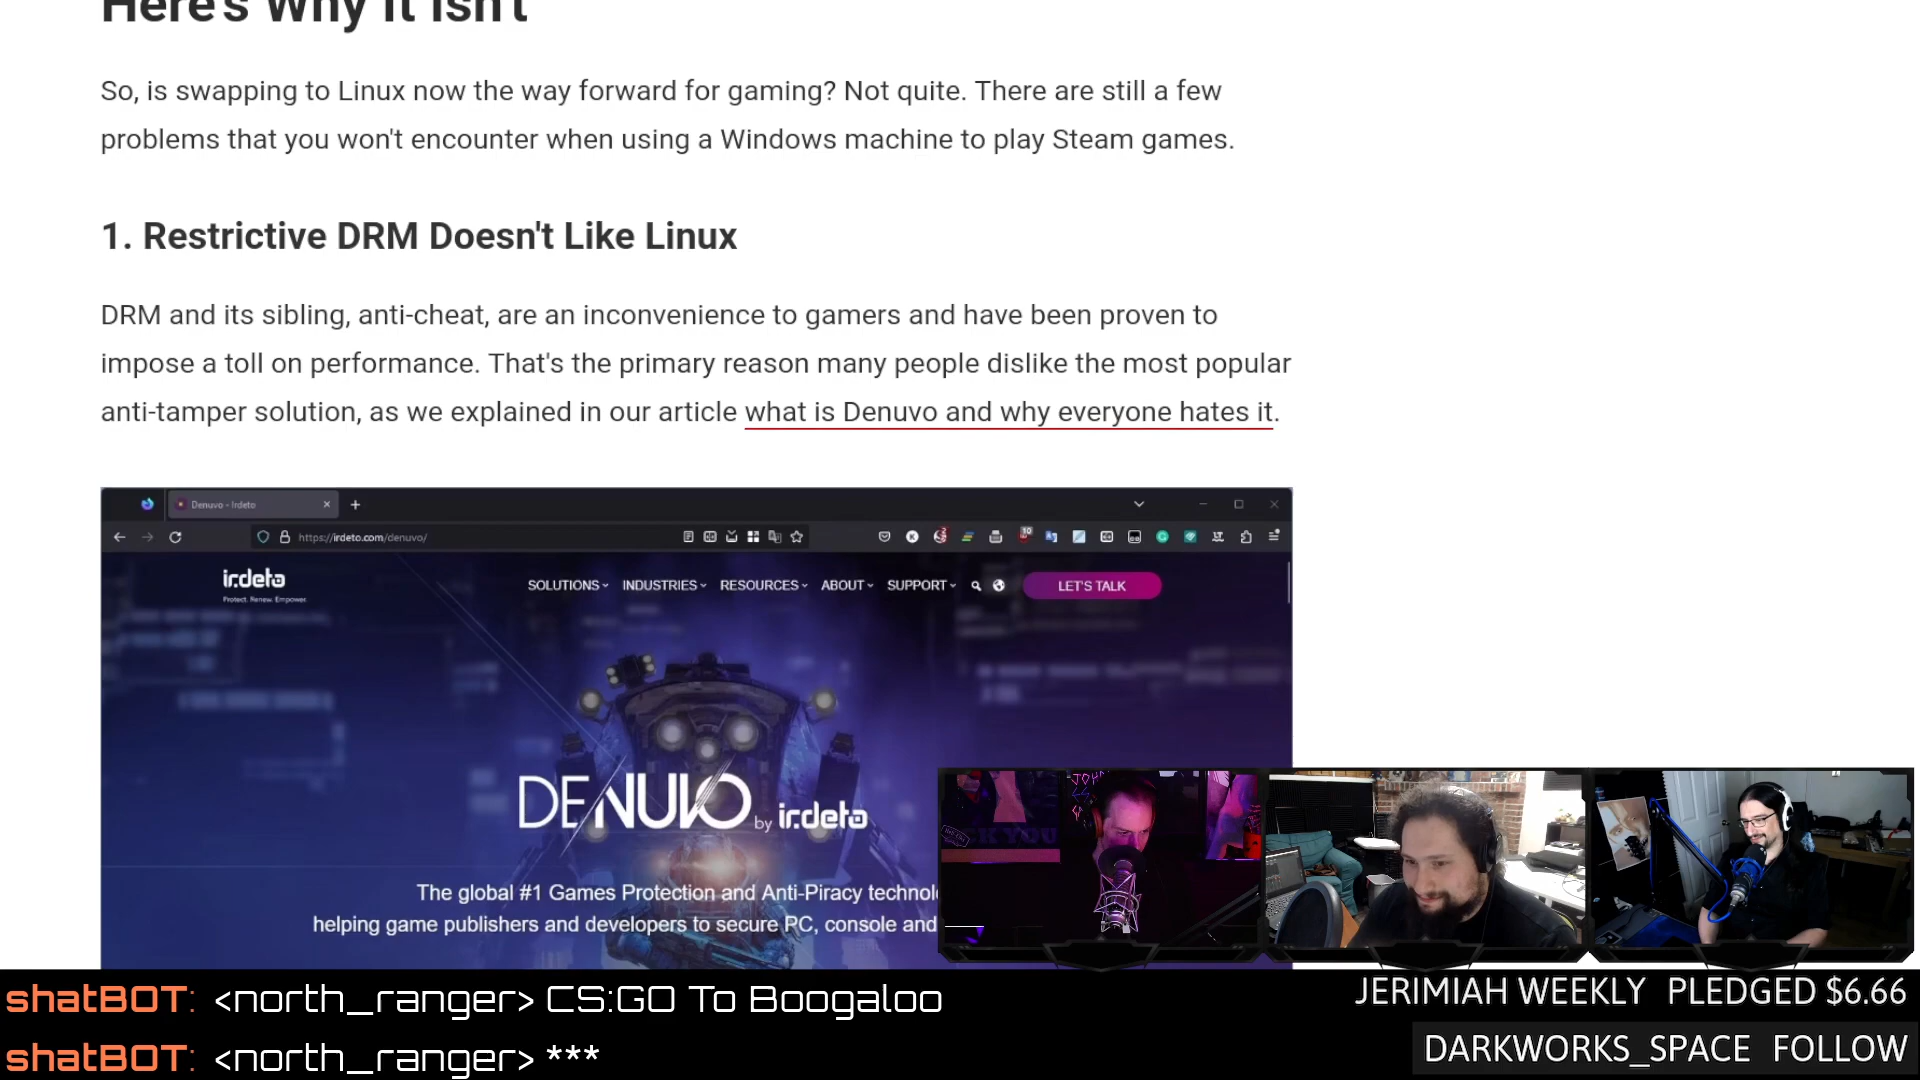 Here's Why It Isn't
So, is swapping to Linux now the way forward for gaming? Not quite. There are still a few
problems that you won't encounter when using a Windows machine to play Steam games.
1. Restrictive DRM Doesn't Like Linux
DRM and its sibling, anti-cheat, are an inconvenience to gamers and have been proven to
impose a toll on performance. That's the primary reason many people dislike the most popular
anti-tamper solution, as we explained in our article what is Denuvo and why everyone hates it.
Denuvo - Irdeto
https://irdeto.com/denuvo/
10
irdeto
Protect. Renew. Empower.
SOLUTIONS INDUSTRIES RESOURCES ABOUT SUPPORT LET'S TALK
DENUVO by irdeto
The global #1 Games Protection and Anti-Piracy technol
helping game publishers and developers to secure PC, console and
shatBOT: <north_ranger> CS:GO To Boogaloo
JERIMIAH WEEKLY PLEDGED $6.66
shatBOT: <north_ranger> ***
DARKWORKS_SPACE FOLLOW